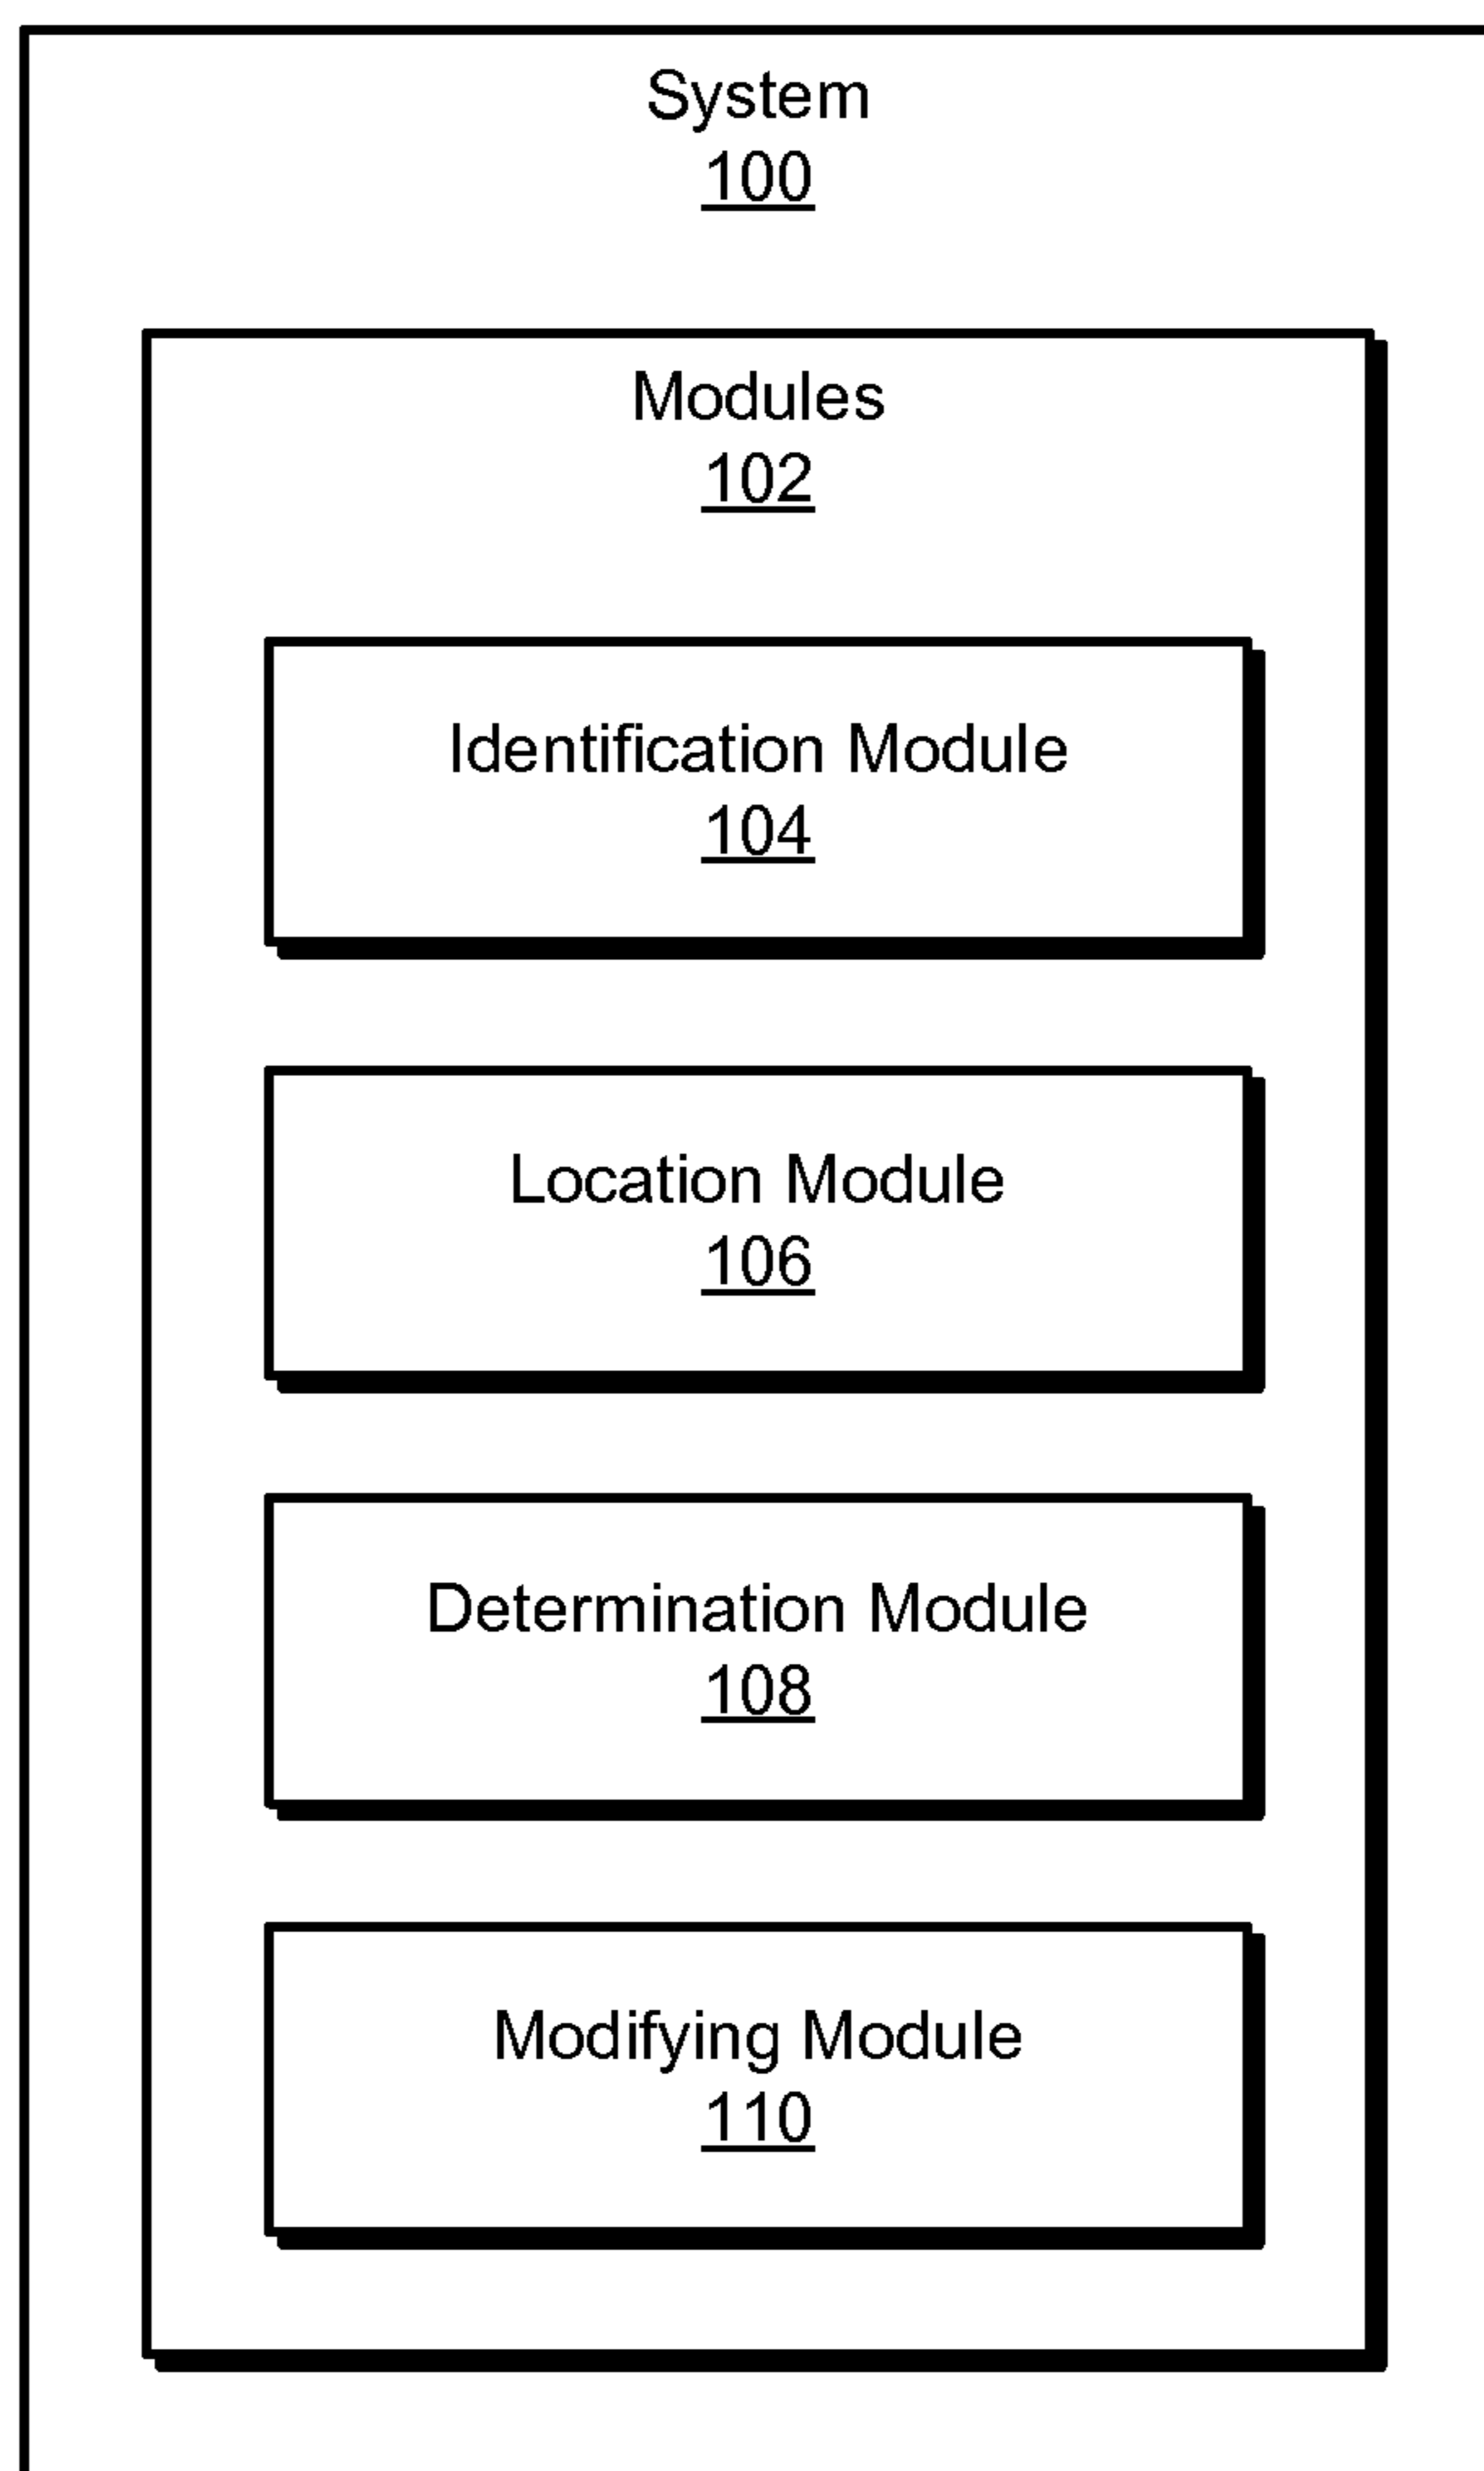 System
100
Modules
102
Identification Module
104
Location Module
106
Determination Module
108
Modifying Module
110